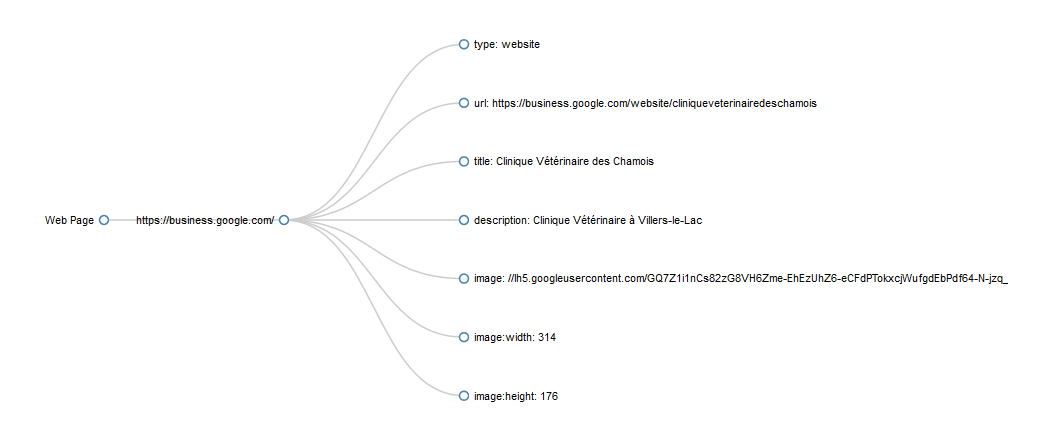 type: website
url: https://business.google.com/website/cliniqueveterinairedeschamois
title: Clinique Vétérinaire des Chamois
Web Page
https://business.google.com/
description: Clinique Vétérinaire à Villers-le-Lac
image: //lh5.googleusercontent.com/GQ7Z1i1nCs82zG8VH6Zme-EhEzUhZ6-eCFdPTokxcjWufgdEbPdf64-N-jzq_
image:width: 314
image:height: 176